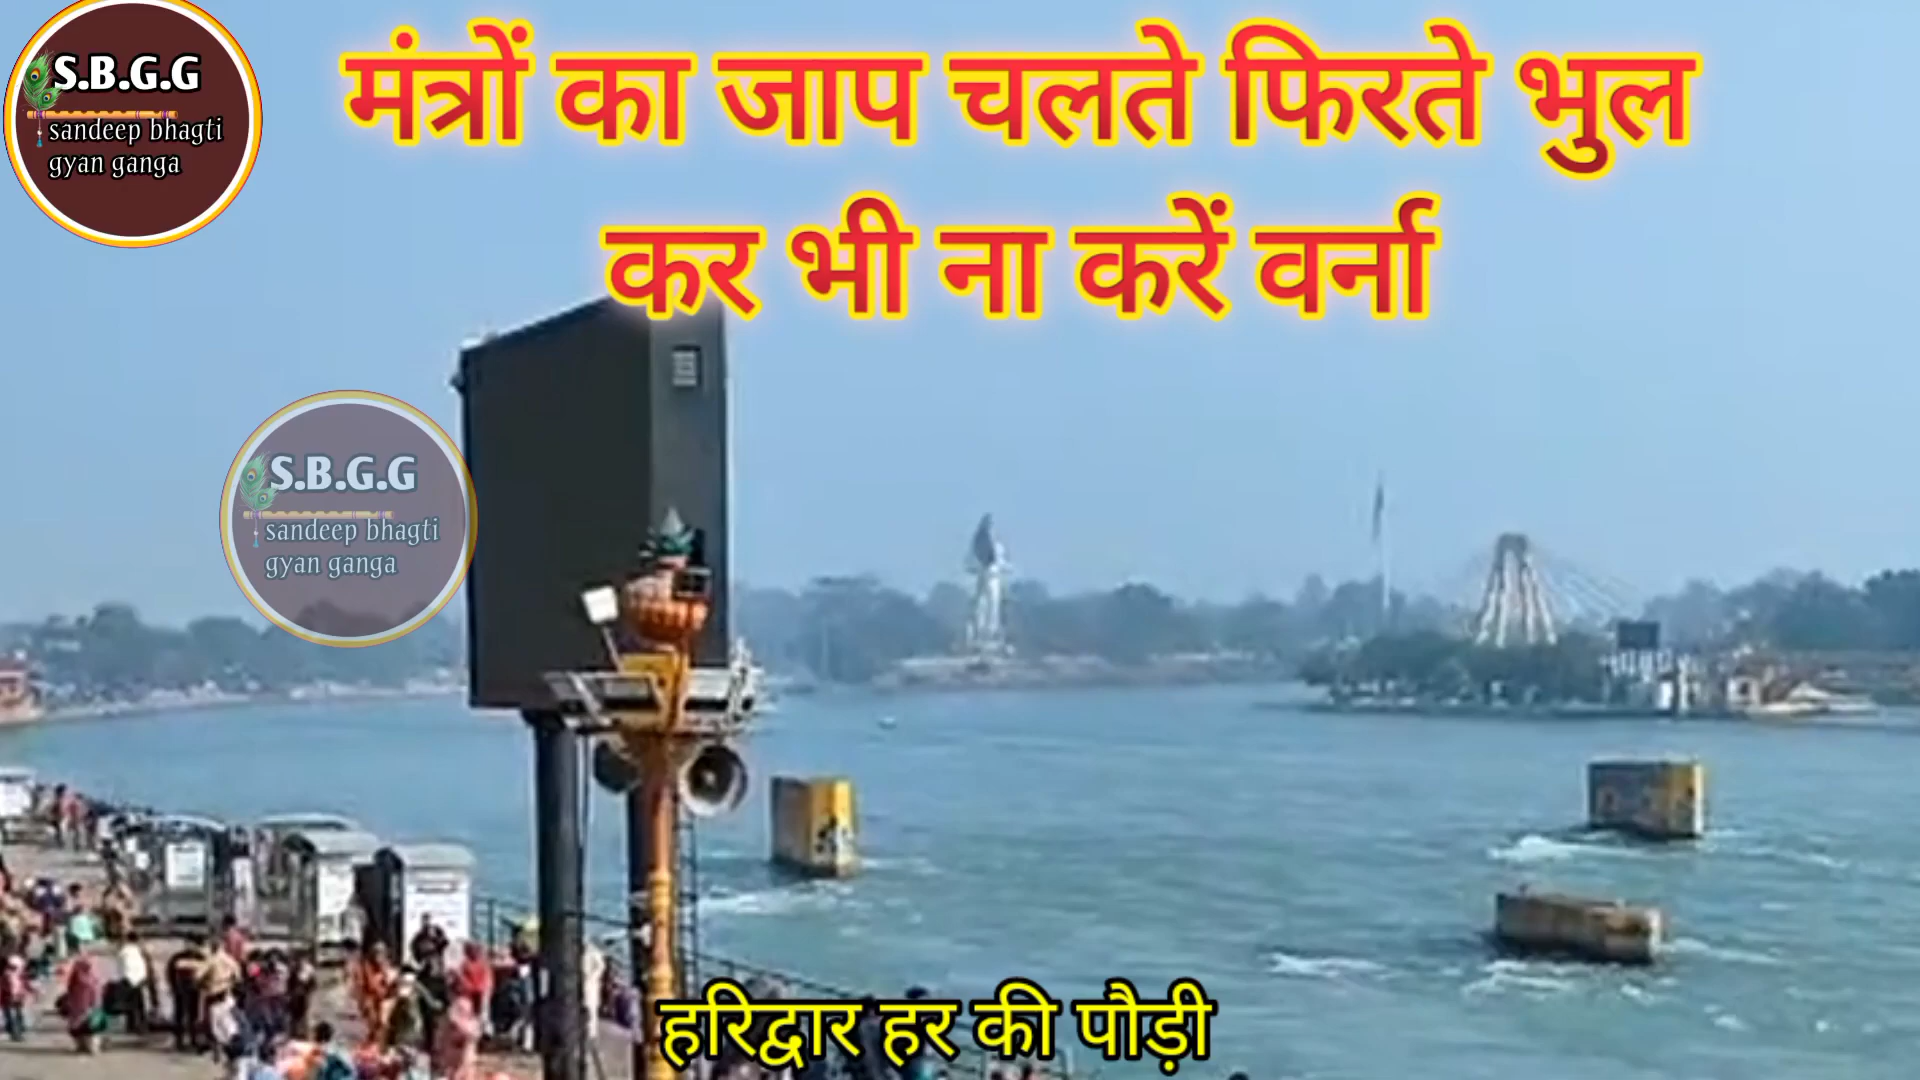 S.B.G.G
sandeep bhagti
gyan ganga
मंत्रों का जाप चलते फिरते भुल
कर भी ना करें वर्ना
S.B.G.G
sandeep bhagti
gyan ganga
हरिद्वार हर की पौड़ी